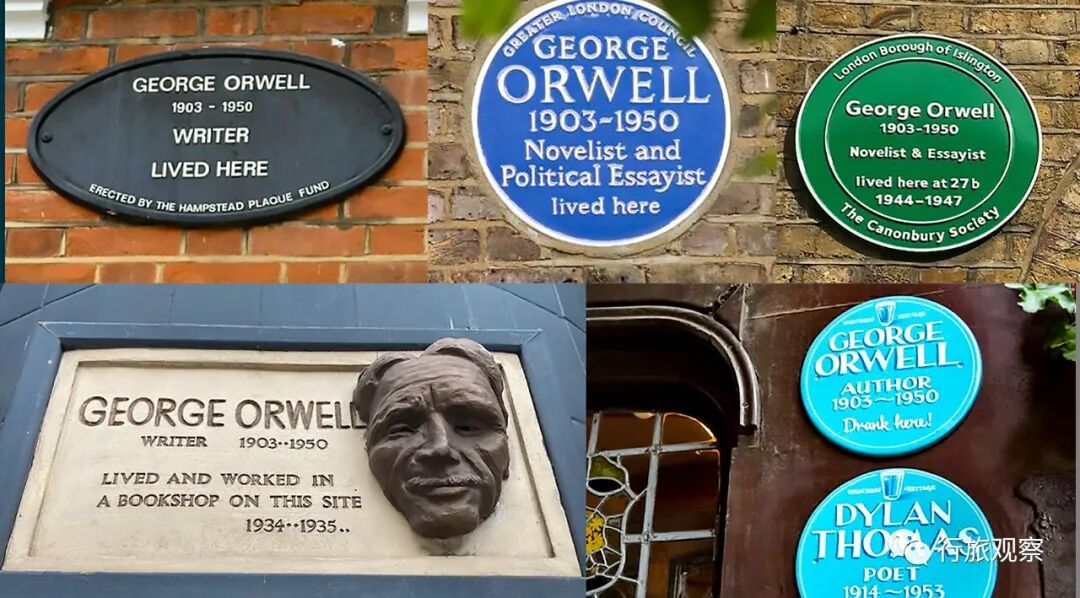 GEORGE ORWELL
1903 - 1950
WRITER
LIVED HERE
ERECTED BY THE HAMPSTEAD PLAQUE FUND
GREATER LONDON COUNCIL
GEORGE
ORWELL
1903-1950
Novelist and
Political Essayist
lived here
London Borough of Islington
George Orwell
1903-1950
Novelist & Essayist
lived here at 27b
1944-1947
The Canonbury Society
GEORGE ORWELL
WRITER 1903··1950
LIVED AND WORKED IN
A BOOKSHOP ON THIS SITE
1934··1935..
GEORGE
ORWELL
AUTHOR
1903~1950
Drank here!
DYLAN
THOMAS
POET
1914~1953
行旅观察